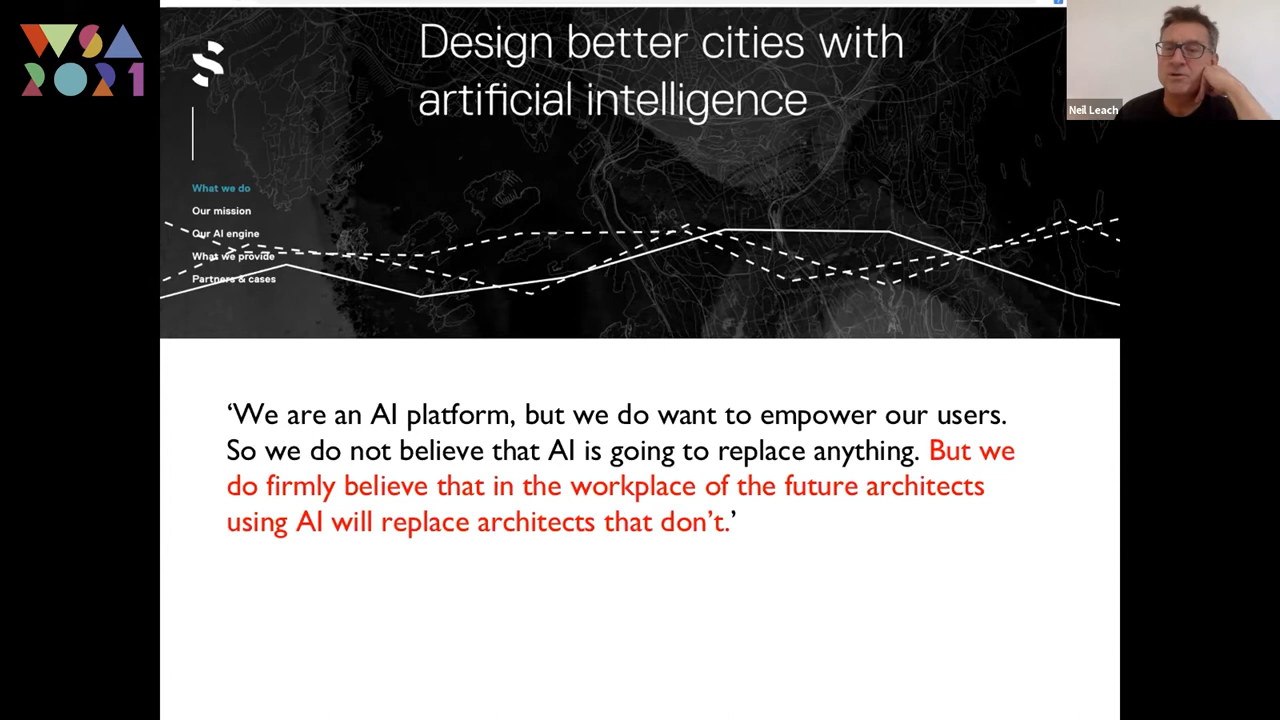 WSA
2021
Design better cities with
artificial intelligence
Neil Leach
What we do
Our mission
Our AI engine
What we provide
Partners & cases
‘We are an AI platform, but we do want to empower our users.
So we do not believe that AI is going to replace anything. But we
do firmly believe that in the workplace of the future architects
using AI will replace architects that don’t.’